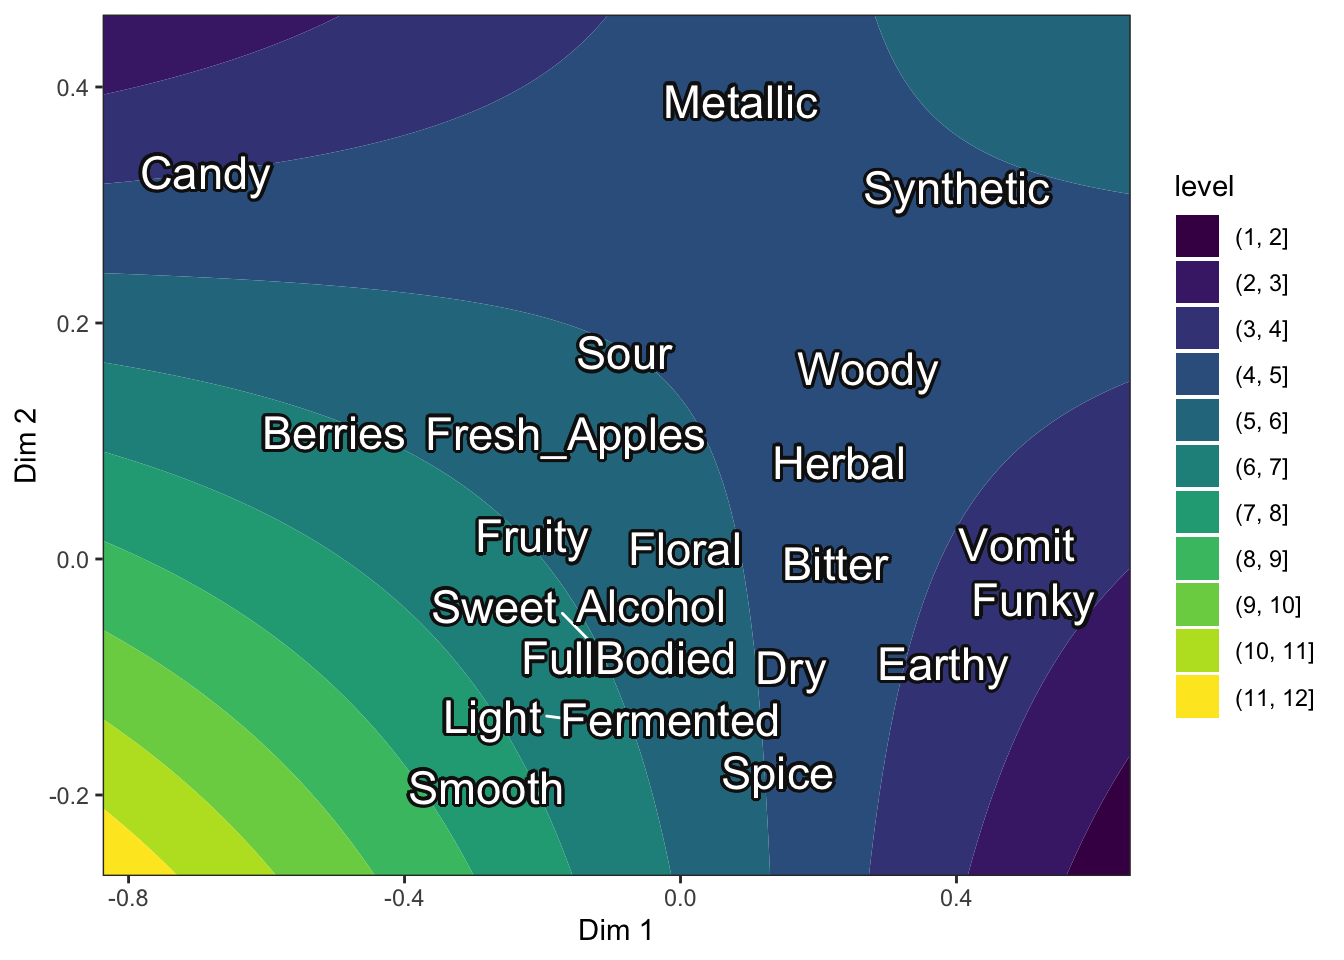 0.4
0.2
0.0
-0.2
Dim 2
Metallic
Candy
Synthetic
Sour
Woody
Berries
Fresh_Apples
Herbal
Fruity
Floral
Bitter
Vomit
Sweet
Alcohol
Funky
FullBodied
Dry
Earthy
Light
Fermented
Spice
Smooth
-0.8
-0.4
0.0
0.4
Dim 1
level
(1, 2]
(2, 3]
(3, 4]
(4, 5]
(5, 6]
(6, 7]
(7, 8]
(8, 9]
(9, 10]
(10, 11]
(11, 12]